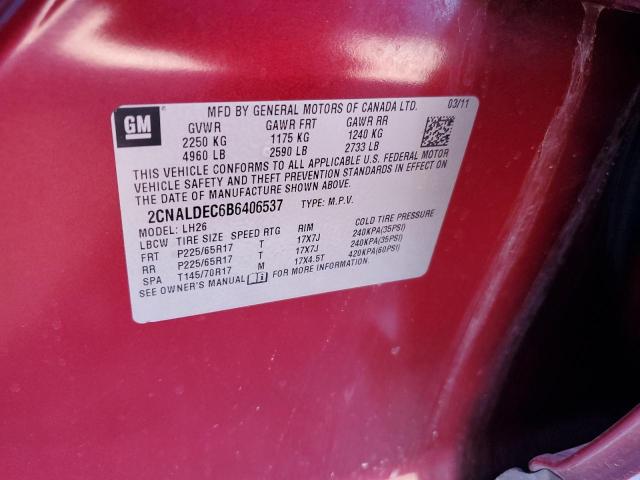 GM
MFD BY GENERAL MOTORS OF CANADA LTD. 03/11
GVWR GAWR FRT GAWR RR
2250 KG 1175 KG 1240 KG
4960 LB 2590 LB 2733 LB
THIS VEHICLE CONFORMS TO ALL APPLICABLE U.S. FEDERAL MOTOR
VEHICLE SAFETY AND THEFT PREVENTION STANDARDS IN EFFECT ON
THE DATE OF MANUFACTURE SHOWN ABOVE.
2CNALDEC6B6406537 TYPE: M.P.V.
MODEL: LH26
LBCW TIRE SIZE SPEED RTG RIM COLD TIRE PRESSURE
FRT P225/65R17 T 17X7J 240KPA(35PSI)
RR P225/65R17 T 17X7J 240KPA(35PSI)
SPA T145/70R17 M 17X4.5T 420KPA(60PSI)
SEE OWNER'S MANUAL FOR MORE INFORMATION.